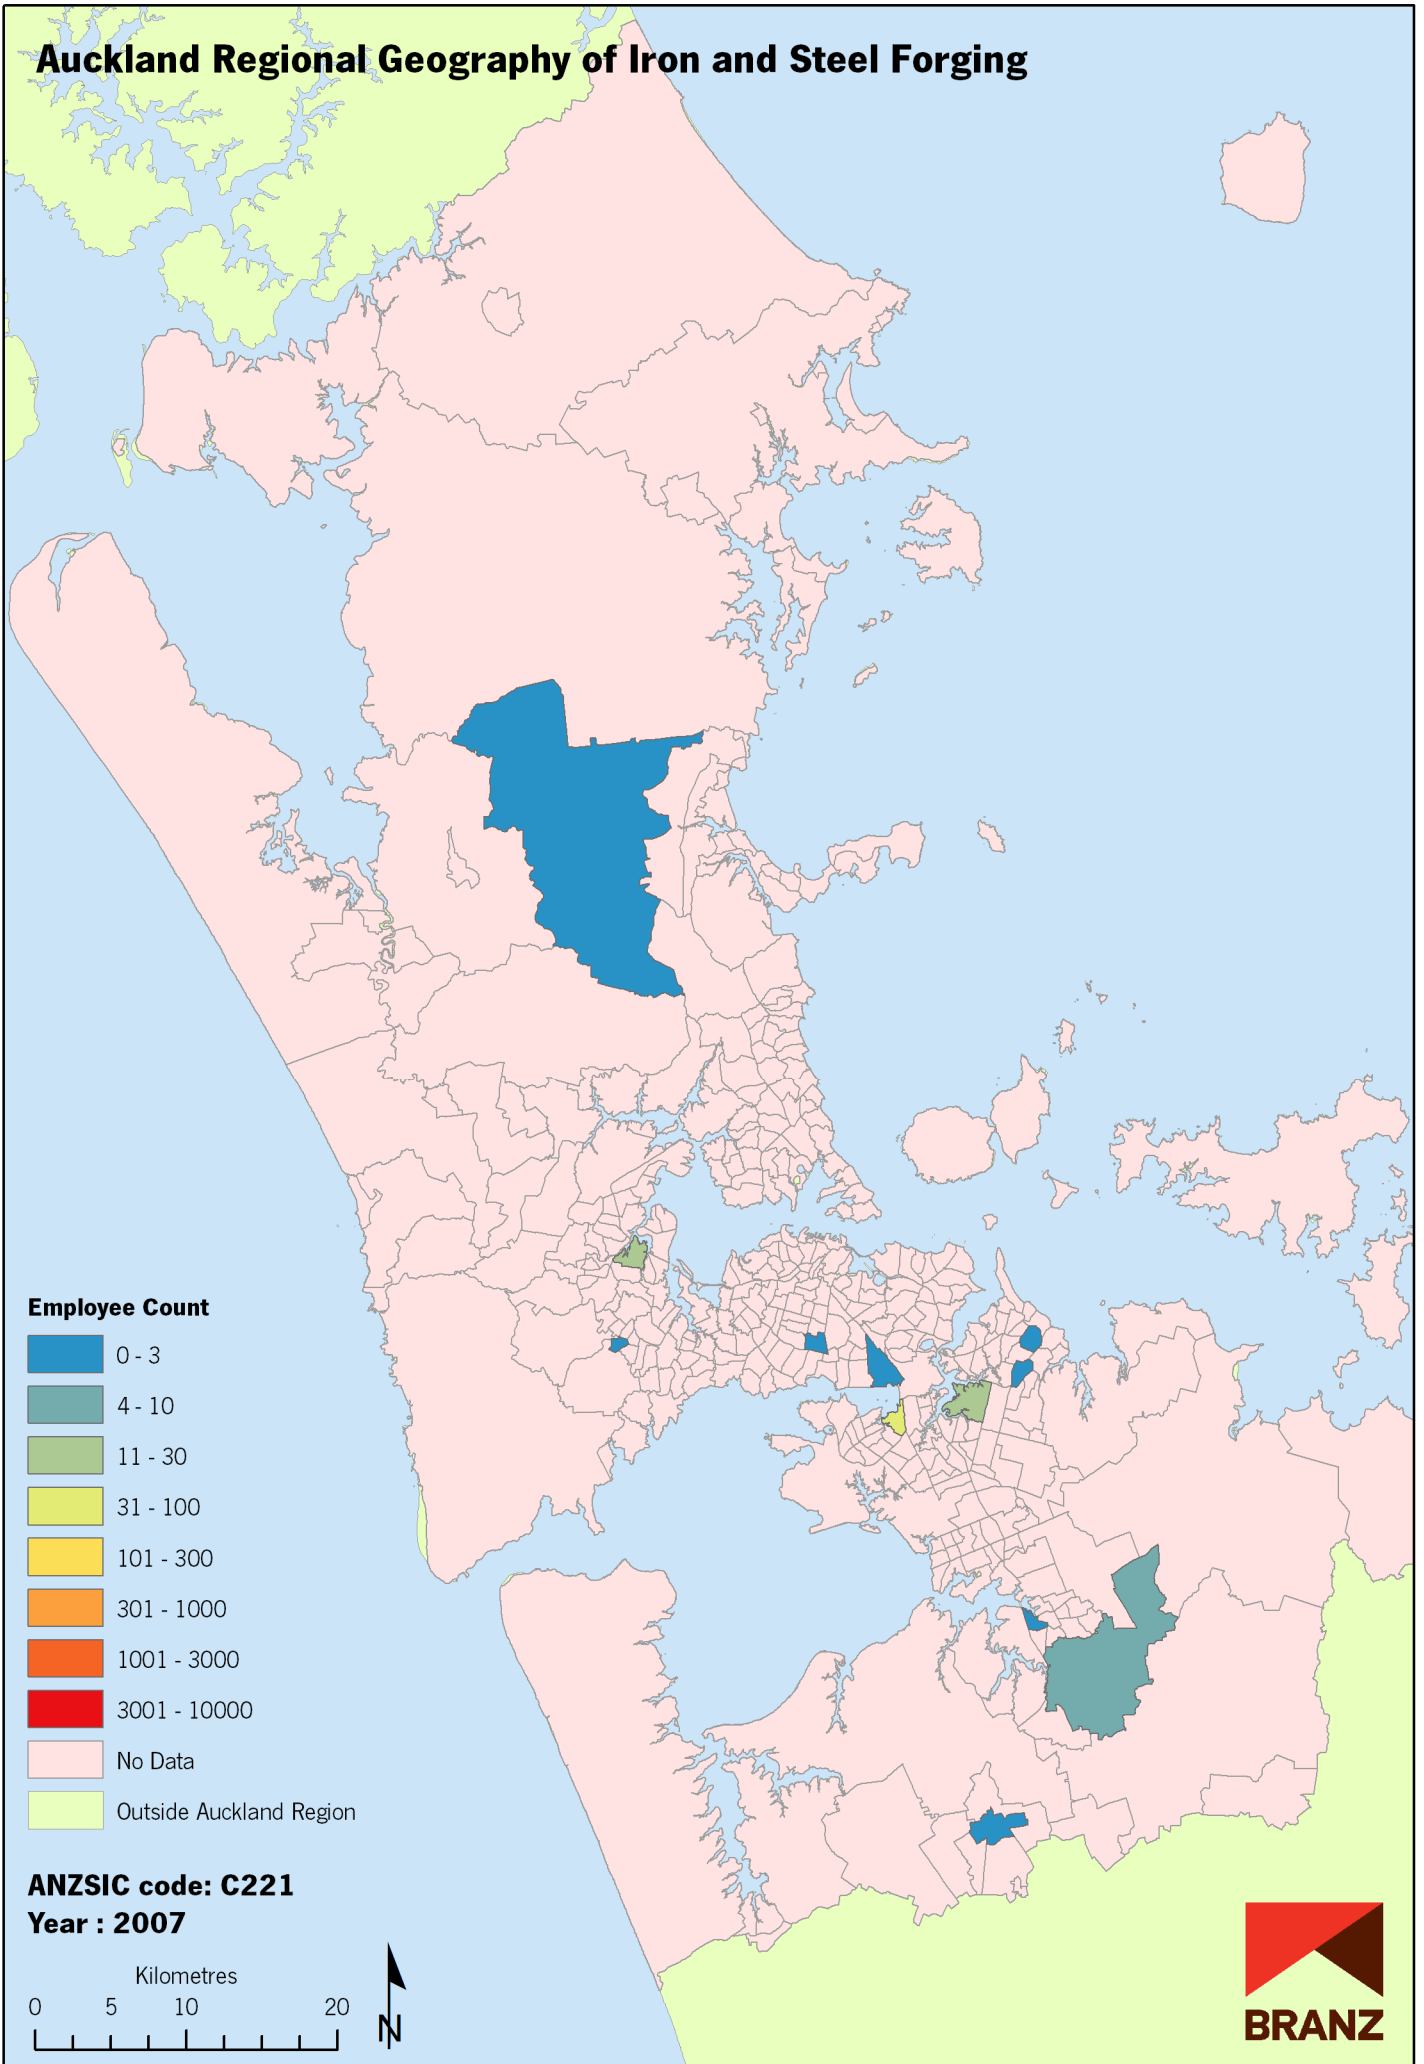 Auckland Regional Geography of Iron and Steel Forging
Employee Count
0 - 3
4 - 10
11 - 30
31 - 100
101 - 300
301 - 1000
1001 - 3000
3001 - 10000
No Data
Outside Auckland Region
ANZSIC code: C221
Year : 2007
Kilometres
0 5 10 20
N
BRANZ